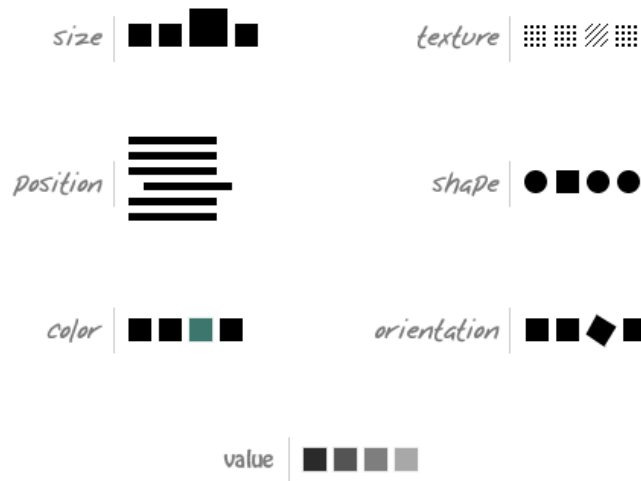 size
texture
position
shape
color
orientation
value